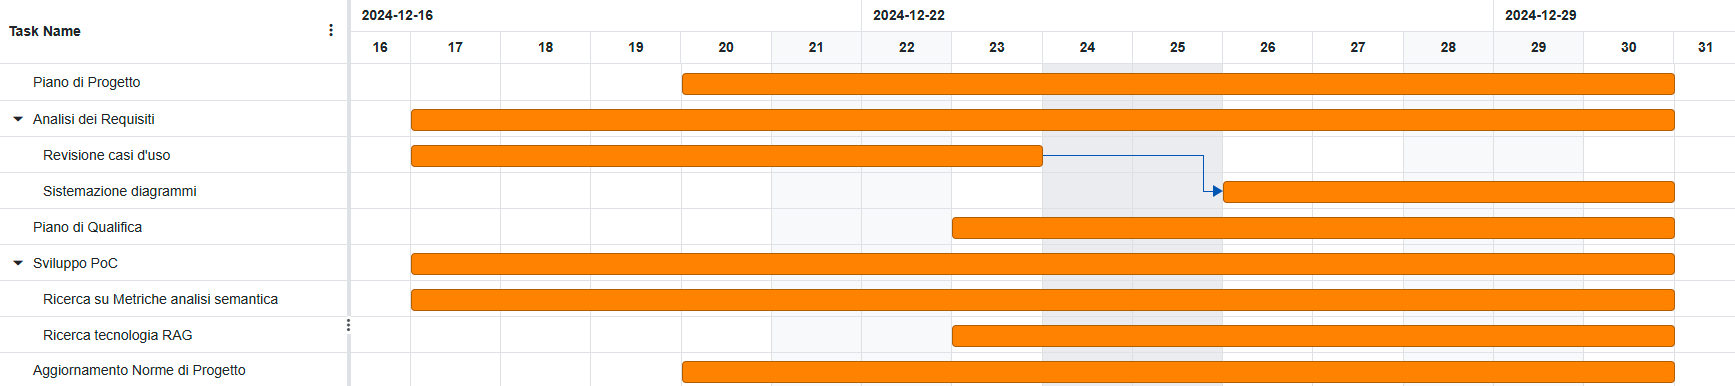 Task Name
2024-12-16 2024-12-22 2024-12-29
16 17 18 19 20 21 22 23 24 25 26 27 28 29 30 31
Piano di Progetto
Analisi dei Requisiti
Revisione casi d'uso
Sistemazione diagrammi
Piano di Qualifica
Sviluppo PoC
Ricerca su Metriche analisi semantica
Ricerca tecnologia RAG
Aggiornamento Norme di Progetto